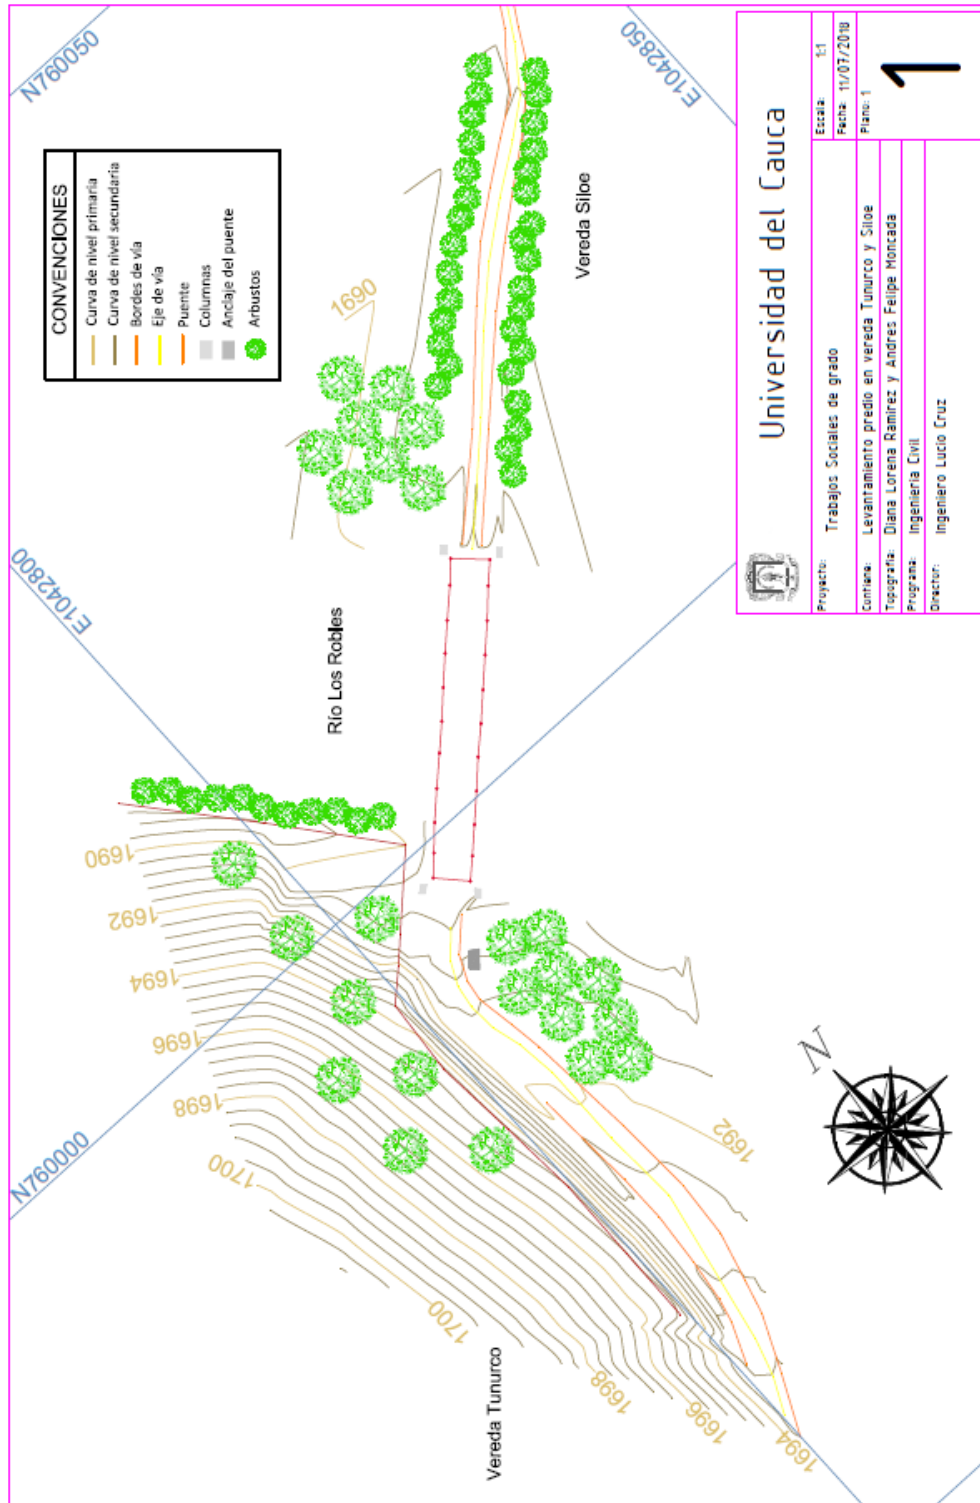 N760050
E1042850
CONVENCIONES
Curva de nivel primaria
Curva de nivel secundaria
Bordes de vía
Eje de vía
Puente
Columnas
Anclaje del puente
Arbustos
1690
Vereda Siloe
E1042800
Río Los Robles
1690
1692
1694
1696
1698
1700
N760000
1700
1698
1696
1694
1692
Vereda Tunurco
N
Universidad del Cauca
Proyecto: Trabajos Sociales de grado
Escala: 1:1
Fecha: 11/07/2018
Contiene: Levantamiento predio en vereda Tunurco y Siloe
Plano: 1
1
Topografía: Diana Lorena Ramirez y Andres Felipe Moncada
Programa: Ingeniería Civil
Director: Ingeniero Lucio Cruz